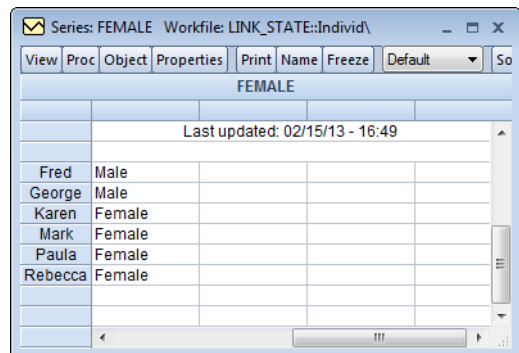 Series: FEMALE Workfile: LINK_STATE::Individ\
View Proc Object Properties Print Name Freeze Default So
FEMALE
Last updated: 02/15/13 - 16:49
Fred Male
George Male
Karen Female
Mark Female
Paula Female
Rebecca Female